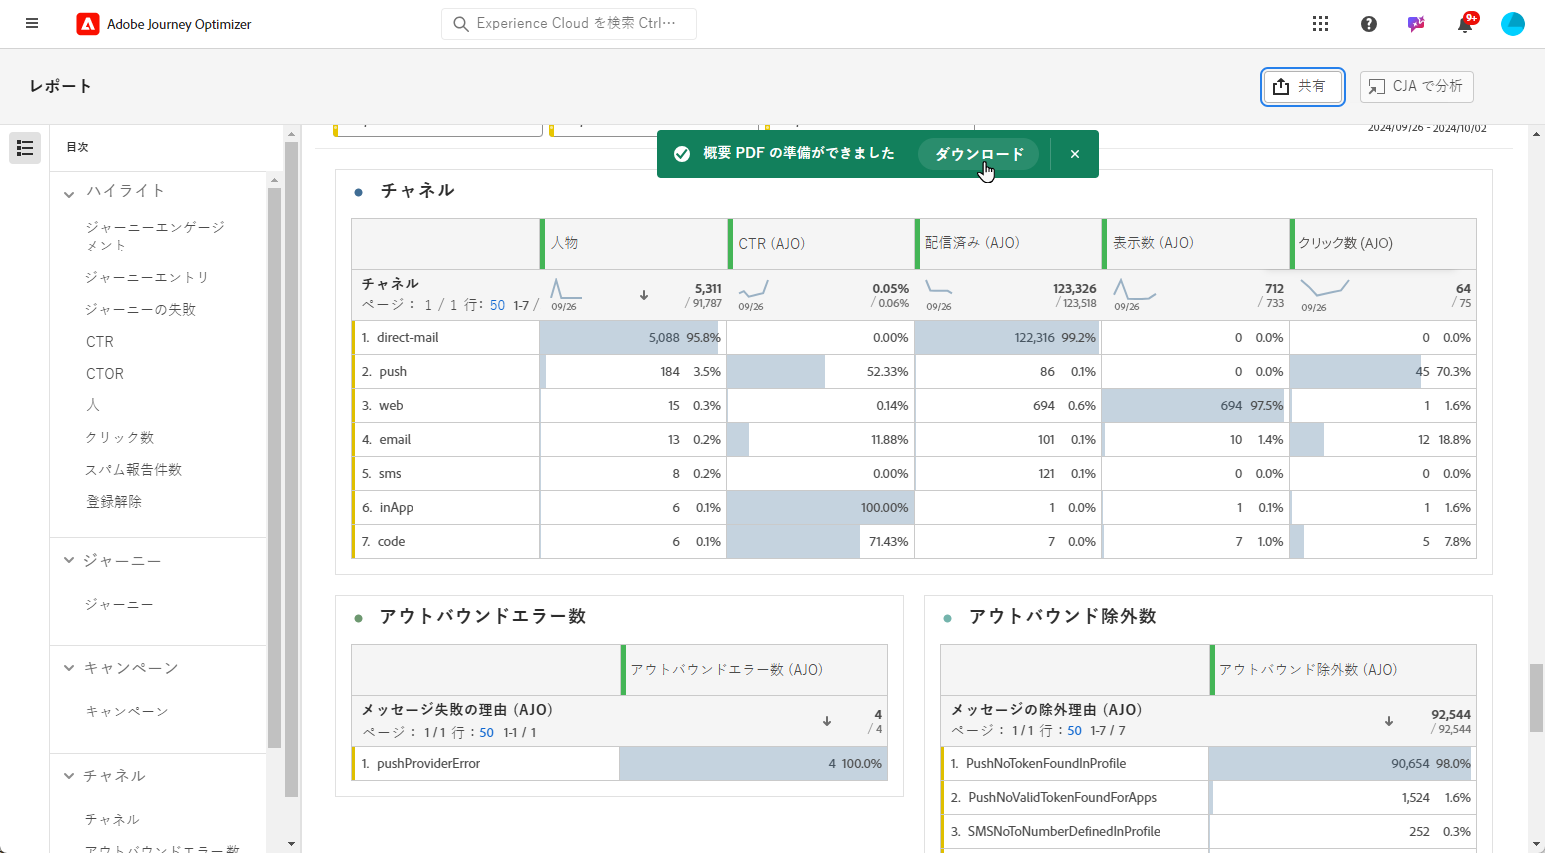 Adobe Journey Optimizer
Experience Cloud を検索 Ctrl···
9+
レポート
共有
CJA で分析
目次
ハイライト
ジャーニーエンゲージ
メント
ジャーニーエントリ
ジャーニーの失敗
CTR
CTOR
人
クリック数
スパム報告件数
登録解除
ジャーニー
ジャーニー
キャンペーン
キャンペーン
チャネル
チャネル
アウトバウンドエラー数
2024/09/26 - 2024/10/02
概要 PDF の準備ができました
ダウンロード
チャネル
人物 CTR (AJO) 配信済み (AJO) 表示数 (AJO) クリック数 (AJO)
チャネル
ページ： 1 / 1 行： 50 1-7 /
09/26 5,311 / 91,787
09/26 0.05% / 0.06%
09/26 123,326 / 123,518
09/26 712 / 733
09/26 64 / 75
1. direct-mail 5,088 95.8% 0.00% 122,316 99.2% 0 0.0% 0 0.0%
2. push 184 3.5% 52.33% 86 0.1% 0 0.0% 45 70.3%
3. web 15 0.3% 0.14% 694 0.6% 694 97.5% 1 1.6%
4. email 13 0.2% 11.88% 101 0.1% 10 1.4% 12 18.8%
5. sms 8 0.2% 0.00% 121 0.1% 0 0.0% 0 0.0%
6. inApp 6 0.1% 100.00% 1 0.0% 1 0.1% 1 1.6%
7. code 6 0.1% 71.43% 7 0.0% 7 1.0% 5 7.8%
アウトバウンドエラー数
アウトバウンドエラー数 (AJO)
メッセージ失敗の理由 (AJO)
ページ： 1 / 1 行：50 1-1 / 1
4
/ 4
1. pushProviderError 4 100.0%
アウトバウンド除外数
アウトバウンド除外数 (AJO)
メッセージの除外理由 (AJO)
ページ： 1 / 1 行：50 1-7 / 7
92,544
/ 92,544
1. PushNoTokenFoundInProfile 90,654 98.0%
2. PushNoValidTokenFoundForApps 1,524 1.6%
3. SMSNoToNumberDefinedInProfile 252 0.3%